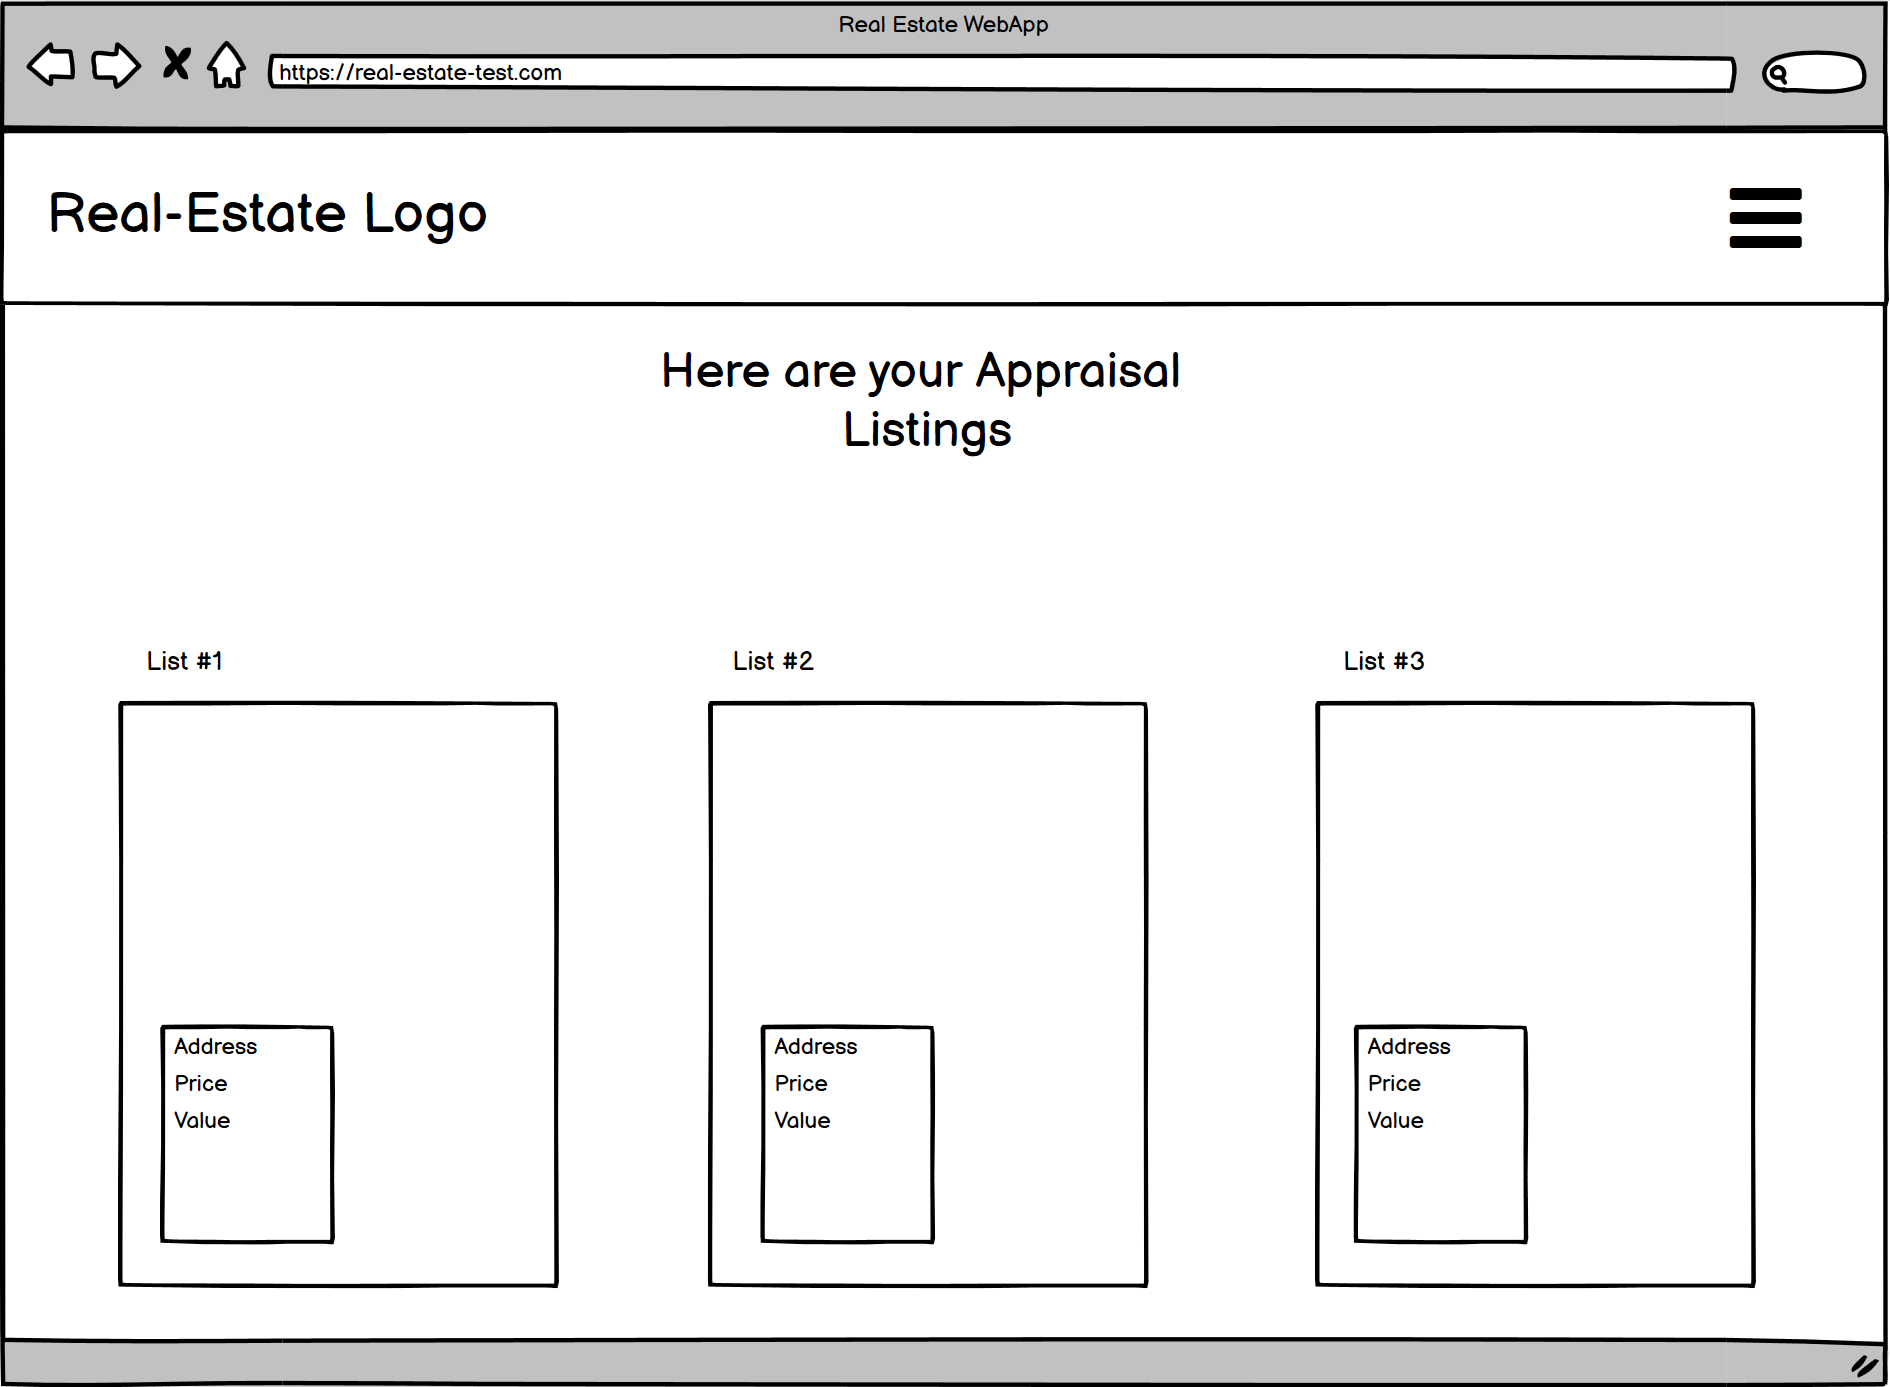 Real Estate WebApp
https://real-estate-test.com
Real-Estate Logo
Here are your Appraisal
Listings
List #1
Address
Price
Value
List #2
Address
Price
Value
List #3
Address
Price
Value